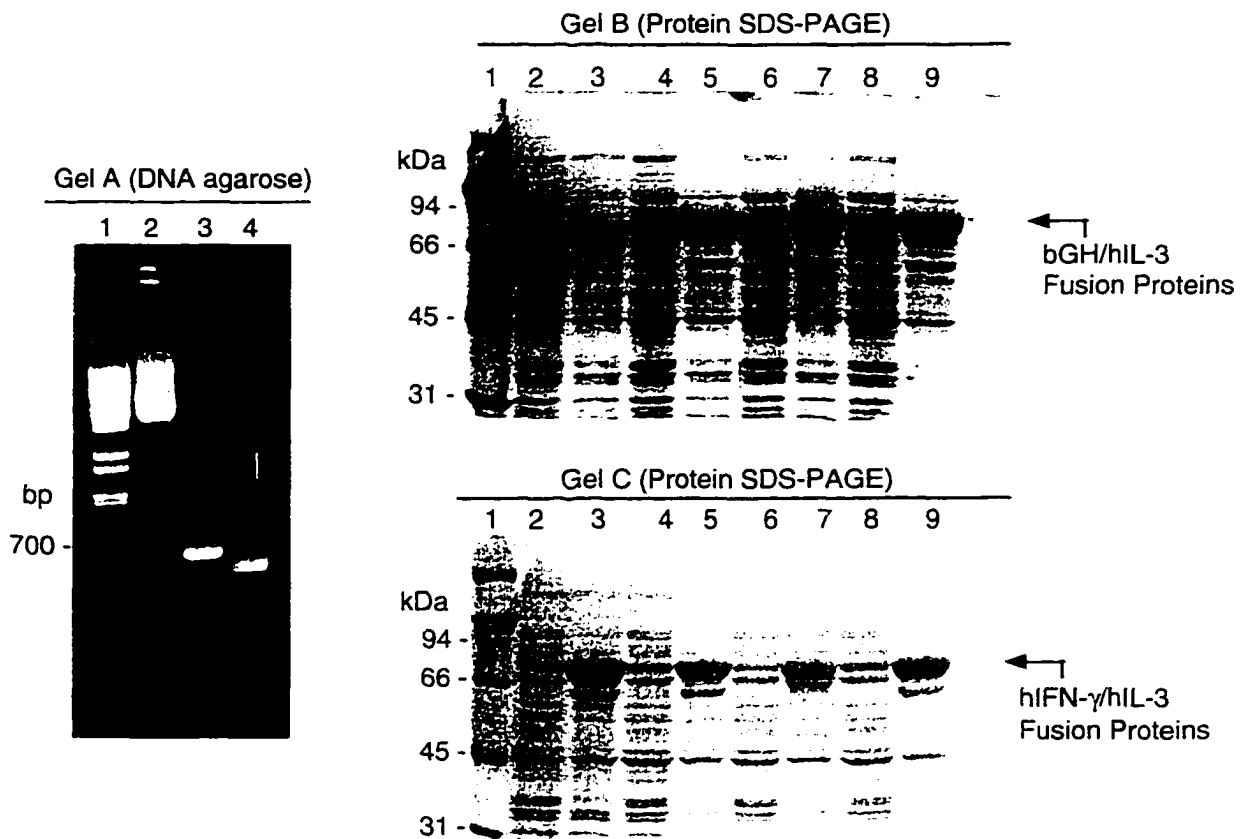 Gel A (DNA agarose)
1 2 3 4
bp
700 -
Gel B (Protein SDS-PAGE)
1 2 3 4 5 6 7 8 9
kDa
94 -
66 -
45 -
31 -
bGH/hIL-3
Fusion Proteins
Gel C (Protein SDS-PAGE)
1 2 3 4 5 6 7 8 9
kDa
94 -
66 -
45 -
31 -
hIFN-γ/hIL-3
Fusion Proteins